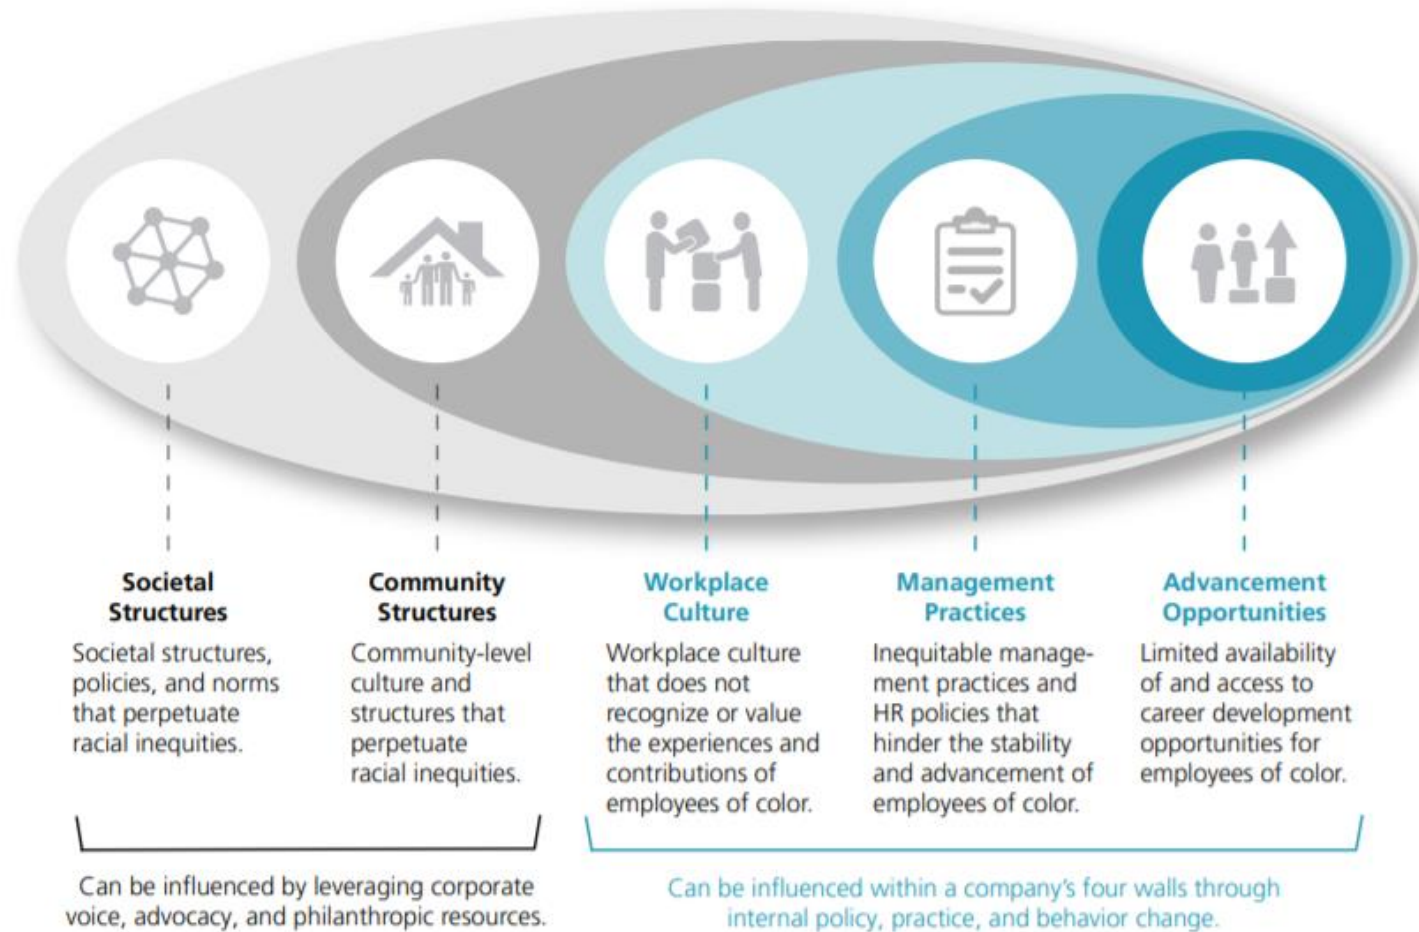 Societal
Structures
Societal structures,
policies, and norms
that perpetuate
racial inequities.
Community
Structures
Community-level
culture and
structures that
perpetuate
racial inequities.
Workplace
Culture
Workplace culture
that does not
recognize or value
the experiences and
contributions of
employees of color.
Management
Practices
Inequitable manage-
ment practices and
HR policies that
hinder the stability
and advancement of
employees of color.
Advancement
Opportunities
Limited availability
of and access to
career development
opportunities for
employees of color.
Can be influenced by leveraging corporate
voice, advocacy, and philanthropic resources.
Can be influenced within a company’s four walls through
internal policy, practice, and behavior change.